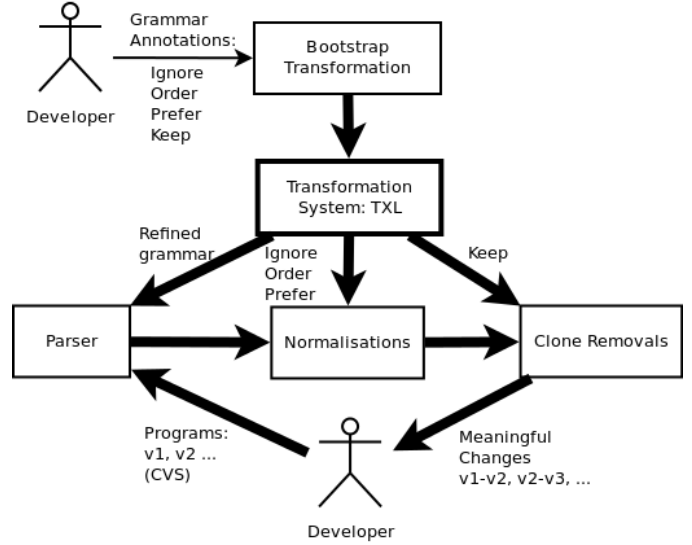 Grammar
Annotations:
Ignore
Order
Prefer
Keep
Developer
Bootstrap
Transformation
Transformation
System: TXL
Refined
grammar
Ignore
Order
Prefer
Keep
Parser
Normalisations
Clone Removals
Programs:
v1, v2 ...
(CVS)
Meaningful
Changes
v1-v2, v2-v3, ...
Developer